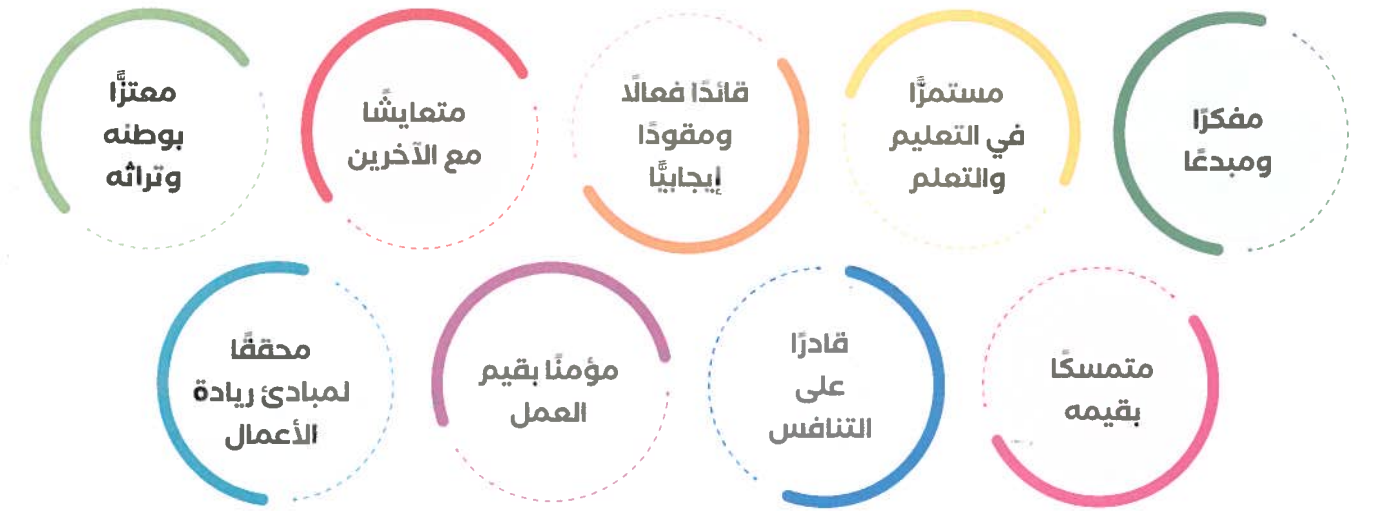 مفكرًا
ومبدعًا
مستمرًّا
في التعليم
والتعلم
قائدًا فعالًا
ومقودًا
إيجابيًّا
متعايشًا
مع الآخرين
معتزًّا
بوطنه
وتراثه
متمسكًا
بقيمه
قادرًا
على
التنافس
مؤمنًا بقيم
العمل
محققًا
لمبادئ ريادة
الأعمال